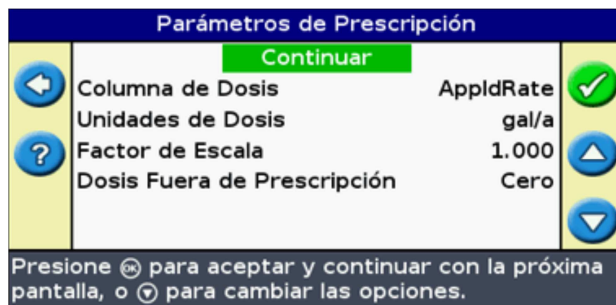 Parámetros de Prescripción
Continuar
Columna de Dosis AppldRate
Unidades de Dosis gal/a
Factor de Escala 1.000
Dosis Fuera de Prescripción Cero
?
Presione OK para aceptar y continuar con la próxima
pantalla, o para cambiar las opciones.